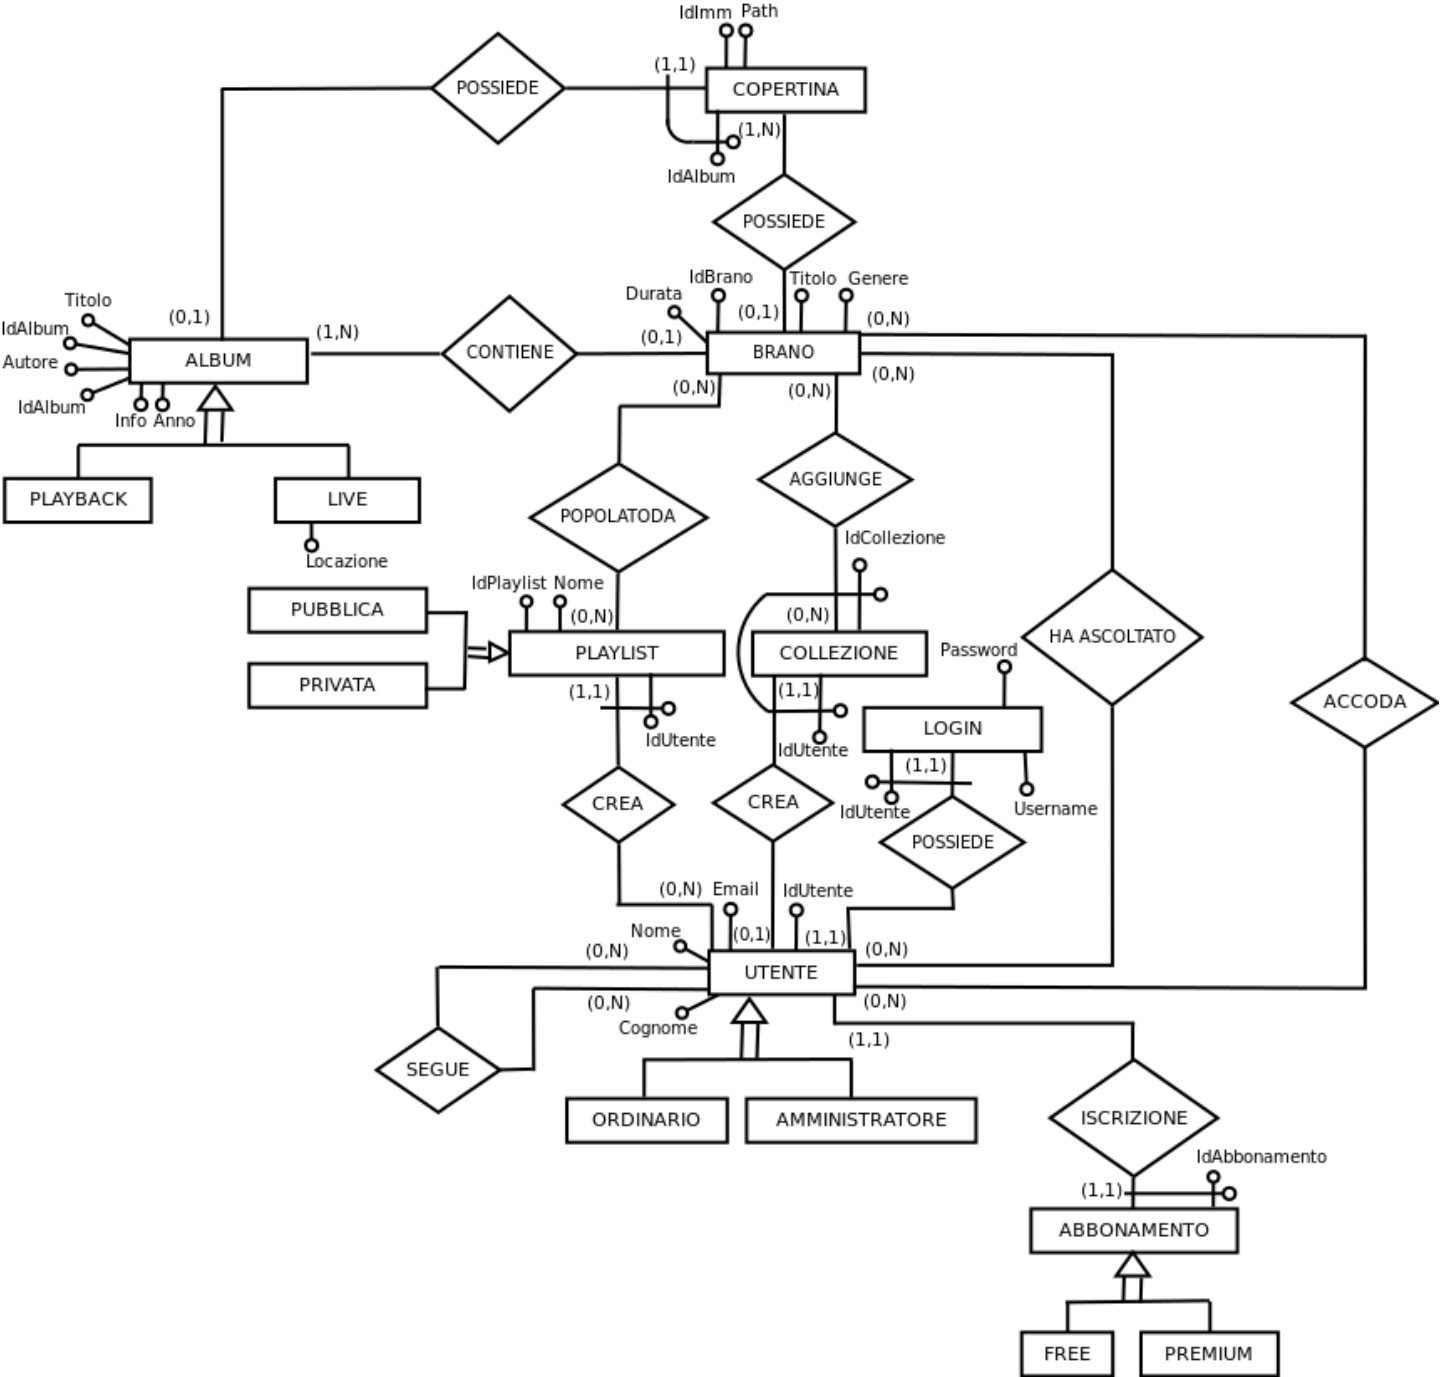 IdImm Path
(1,1)
POSSIEDE
COPERTINA
(1,N)
IdAlbum
POSSIEDE
IdBrano
Titolo Genere
Durata
Titolo
(0,1)
(1,N)
(0,1)
(0,1)
(0,N)
IdAlbum
ALBUM
CONTIENE
BRANO
Autore
(0,N)
(0,N)
(0,N)
IdAlbum
Info Anno
PLAYBACK
LIVE
AGGIUNGE
POPOLATODA
Locazione
IdCollezione
IdPlaylist Nome
(0,N)
(0,N)
PUBBLICA
PLAYLIST
COLLEZIONE
HA ASCOLTATO
Password
PRIVATA
(1,1)
(1,1)
ACCODA
LOGIN
IdUtente
IdUtente
(1,1)
IdUtente
Username
CREA
CREA
POSSIEDE
(0,N)
Email
IdUtente
Nome
(0,1)
(1,1)
(0,N)
(0,N)
UTENTE
(0,N)
(0,N)
Cognome
(1,1)
SEGUE
ORDINARIO
AMMINISTRATORE
ISCRIZIONE
IdAbbonamento
(1,1)
ABBONAMENTO
FREE
PREMIUM